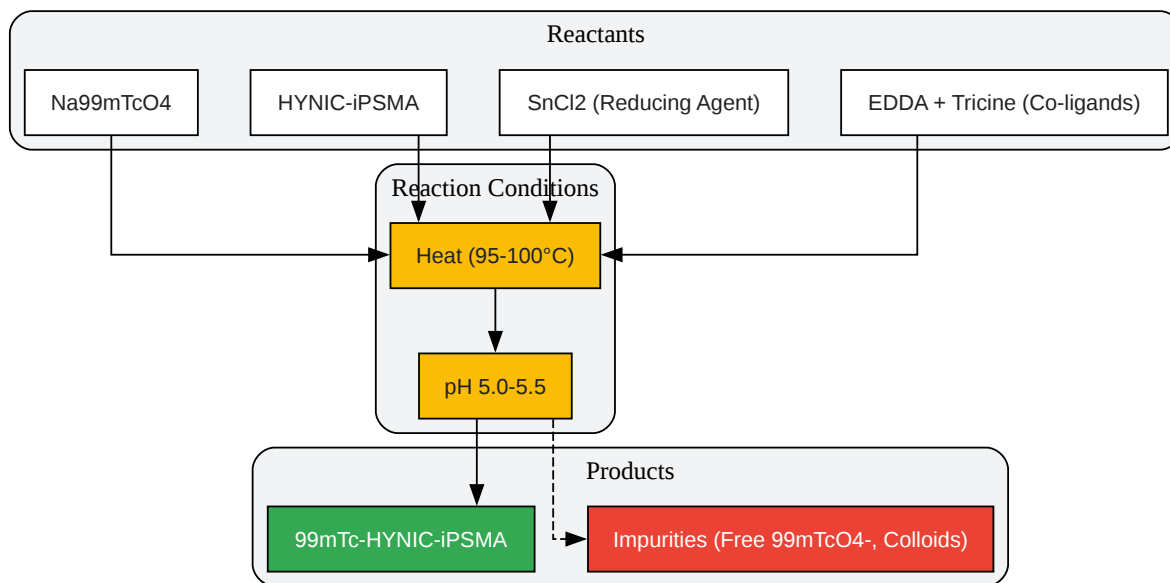 Reactants
Na99mTcO4
HYNIC-iPSMA
SnCl2 (Reducing Agent)
EDDA + Tricine (Co-ligands)
Reaction Conditions
Heat (95-100°C)
pH 5.0-5.5
Products
99mTc-HYNIC-iPSMA
Impurities (Free 99mTcO4-, Colloids)